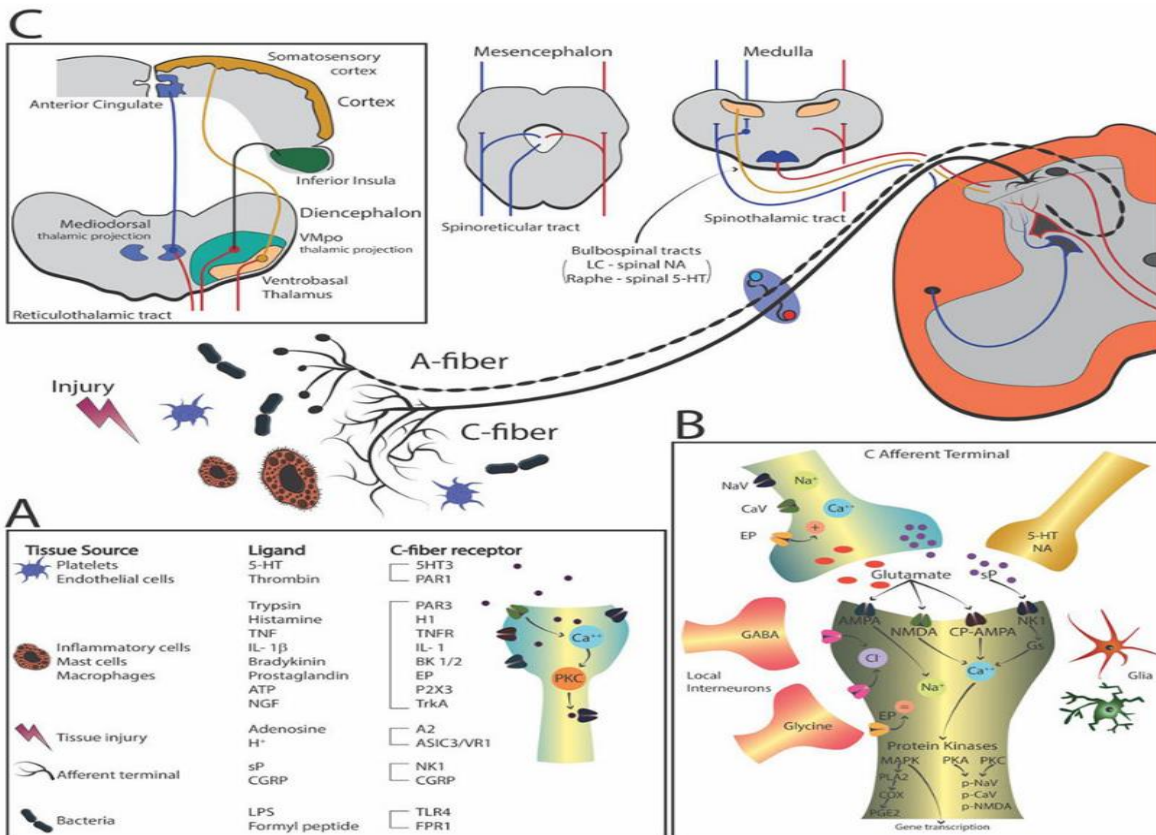 C
Somatosensory
cortex
Anterior Cingulate
Cortex
Inferior Insula
Diencephalon
Mediodorsal
thalamic projection
VMpo
thalamic projection
Ventrobasal
Thalamus
Reticulothalamic tract
Mesencephalon
Medulla
Spinoreticular tract
Spinothalamic tract
Bulbospinal tracts
( LC - spinal NA )
(Raphe - spinal 5-HT)
A-fiber
Injury
C-fiber
A
Tissue Source Ligand C-fiber receptor
Platelets 5-HT 5HT3
Endothelial cells Thrombin PAR1
Trypsin PAR3
Histamine H1
TNF TNFR
Inflammatory cells IL- 1β IL- 1
Mast cells Bradykinin BK 1/2
Macrophages Prostaglandin EP
ATP P2X3
NGF TrkA
Tissue injury Adenosine A2
H⁺ ASIC3/VR1
Afferent terminal sP NK1
CGRP CGRP
Bacteria LPS TLR4
Formyl peptide FPR1
Ca⁺⁺
PKC
B
C Afferent Terminal
NaV
Na⁺
CaV
Ca⁺⁺
EP
+
5-HT
NA
Glutamate
sP
AMPA
NMDA
CP-AMPA
NK1
Gs
GABA
Cl⁻
Ca⁺⁺
Na⁺
Local
Interneurons
Glia
EP
Glycine
Protein Kinases
MAPK PKA PKC
PLA2 p-NaV
COX p-CaV
PGE2 p-NMDA
Gene transcription